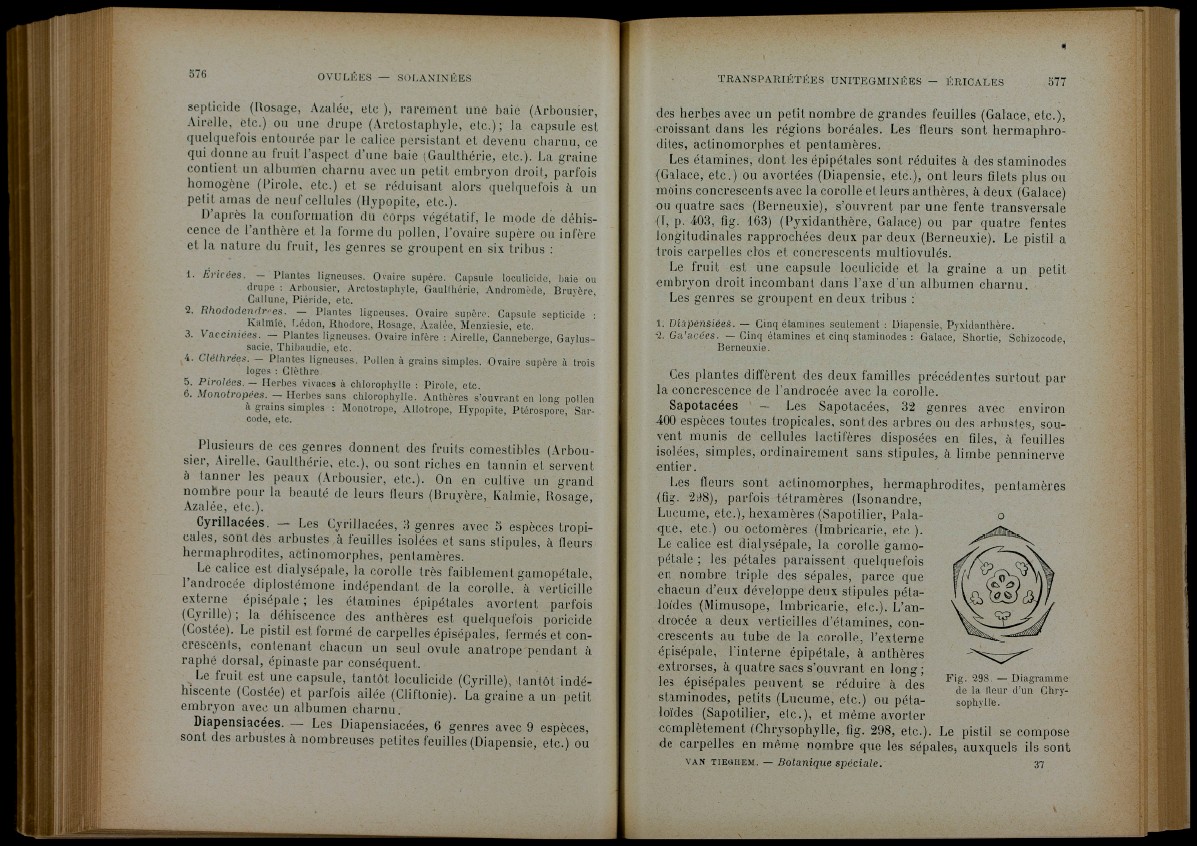 576
OVULÉES — SOLANINÉES
septicide (Rosage, Azalée, etc ), rarement une baie (Arbousier,
Airelle, etc.) ou une drupe (Arctostaphyle, etc.); la capsule est
quelquefois entourée par le calice persistant et devenu charnu, ce
qui donne au fruit l'aspect d'une baie (Gaulthérie, etc.). La graine
contient un albumen charnu avec un petit embryon droit, parfois
homogène (Pirole, etc.) et se réduisant alors quelquefois à un
petit amas de neuf cellules (Hypopite, etc.).
D'après la conformation du corps végétatif, le mode de déhis-
cence de l'anthère et la forme du pollen, l'ovaire supère ou infère
et la nature du fruit, les genres se groupent en six tribus :
1. Éricées. — Plantes ligneuses. Ovaire supère. Capsule loculicide, baie ou
drupe : Arbousier, Arctostaphyle, Gaulthérie, Andromède, Bruyère,
Callune, Piéride, etc.
2. Rhododendrées. — Plantes ligneuses. Ovaire supère. Capsule septicide :
Kalmie, Lédon, Rhodore, Rosage, Azalée, Menziesie, etc.
3. Vacciniées. — Plantes ligneuses. Ovaire infère : Airelle, Canneberge, Gaylus-
sacie, Thibaudie, etc.
4. Cléthrées. — Plantes ligneuses. Pollen à grains simples. Ovaire supère à trois
loges : Clèthre
5. Pirolées. — Herbes vivaces à chlorophylle : Pirole, etc.
6. Monotropées. — Herbes sans chlorophylle. Anthères s'ouvrant en long pollen
à grains simples : Monotrope, Allotrope, Hypopite, Ptérospore, Sar-
code, etc.
Plusieurs de ces genres donnent des fruits comestibles (Arbou-
sier, Airelle, Gaulthérie, etc.), ou sont riches en tannin et servent
à tanner les peaux (Arbousier, etc.). On en cultive un grand
nombre pour la beauté de leurs fleurs (Bruyère, Kalmie, Rosage,
Azalée, etc.).
Cyrillacées. — Les Cyrillacées, 3 genres avec 5 espèces tropi-
cales, sont des arbustes à feuilles isolées et sans stipules, à fleurs
hermaphrodites, actinomorphes, pentamères.
Le calice est dialysépale, la corolle très faiblement gamopétale,
l'androcée diplostémone indépendant de la corolle, à verticille
externe épisépale ; les étamines épipétales avortent parfois
(Cyrille) ; la déhiscence des anthères est quelquefois poricide
(Costée). Le pistil est formé de carpelles épisépales, fermés et con-
crescents, contenant chacun un seul ovule anatrope pendant à
raphé dorsal, épinaste par conséquent.
Le fruit est une capsule, tantôt loculicide (Cyrille), tantôt indé-
hiscente (Costée) et parfois ailée (Cliftonie). La graine a un petit
embryon avec un albumen charnu.
Diapensiacées. — Les Diapensiacées, 6 genres avec 9 espèces,
sont des arbustes à nombreuses petites feuilles (Diapensie, etc.) ou
TRANSPARIÉTÉES UNITEGMINÉES — ÉRICALES
577
des herbes avec un petit nombre de grandes feuilles (Galace, etc.),
croissant dans les régions boréales. Les fleurs sont hermaphro-
dites, actinomorphes et pentamères.
Les étamines, dont les épipétales sont réduites à des staminodes
(Galace, etc.) ou avortées (Diapensie, etc.), ont leurs filets plus ou
moins concrescents avec la corolle et leurs anthères, à deux (Galace)
ou quatre sacs (Berneuxie), s'ouvrent par une fente transversale
(I, p. 403, fig. 163) (Pyxidanthère, Galace) ou par quatre fentes
longitudinales rapprochées deux par deux (Berneuxie). Le pistil a
trois carpelles clos et concrescents multiovulés.
Le fruit est une capsule loculicide et la graine a un petit
embryon droit incombant dans l'axe d'un albumen charnu.
Les genres se groupent en deux tribus :
1. Diapensiées. — Cinq étamines seulement : Diapensie, Pyxidanthère.
2. Galacées. — Cinq étamines et cinq staminodes : Galace, Shortie, Schizocode,
Berneuxie.
Ces plantes diffèrent des deux familles précédentes surtout par
la concrescence de l'androcée avec la corolle.
Sapotacées — Les Sapotacées, 32 genres avec environ
400 espèces toutes tropicales, sont des arbres ou des arbustes, sou-
vent munis de cellules lactifères disposées en files, à feuilles
isolées, simples, ordinairement sans stipules, à limbe penninerve
entier.
Les fleurs sont actinomorphes, hermaphrodites, pentamères
(fig. 298), parfois tétramères (Isonandre,
Lucume, etc.), hexamères (Sapotilier, Pala-
que, etc.) ou octomères (Imbricarie, etc ).
Le calice est dialysépale, la corolle gamo-
pétale ; les pétales paraissent quelquefois
en nombre triple des sépales, parce que
chacun d'eux développe deux stipules péta-
loïdes (Mimusope, Imbricarie, etc.). L'an-
drocée a deux verticilles d'étamines, con-
crescents au tube de la corolle, l'externe
épisépale, l'interne épipétale, à anthères
extrorses, à quatre sacs s'ouvrant en long ;
les épisépales peuvent se réduire à des
staminodes, petits (Lucume, etc.) ou péta-
loïdes (Sapotilier, etc.), et même avorter
complètement (Chrysophylle, fig. 298, etc.). Le pistil se compose
de carpelles en même nombre que les sépales, auxquels ils sont
Fig. 298. — Diagramme
de la fleur d'un Chry-
sophylle.
VAN TIEGHEM. — Botanique spéciale.
37